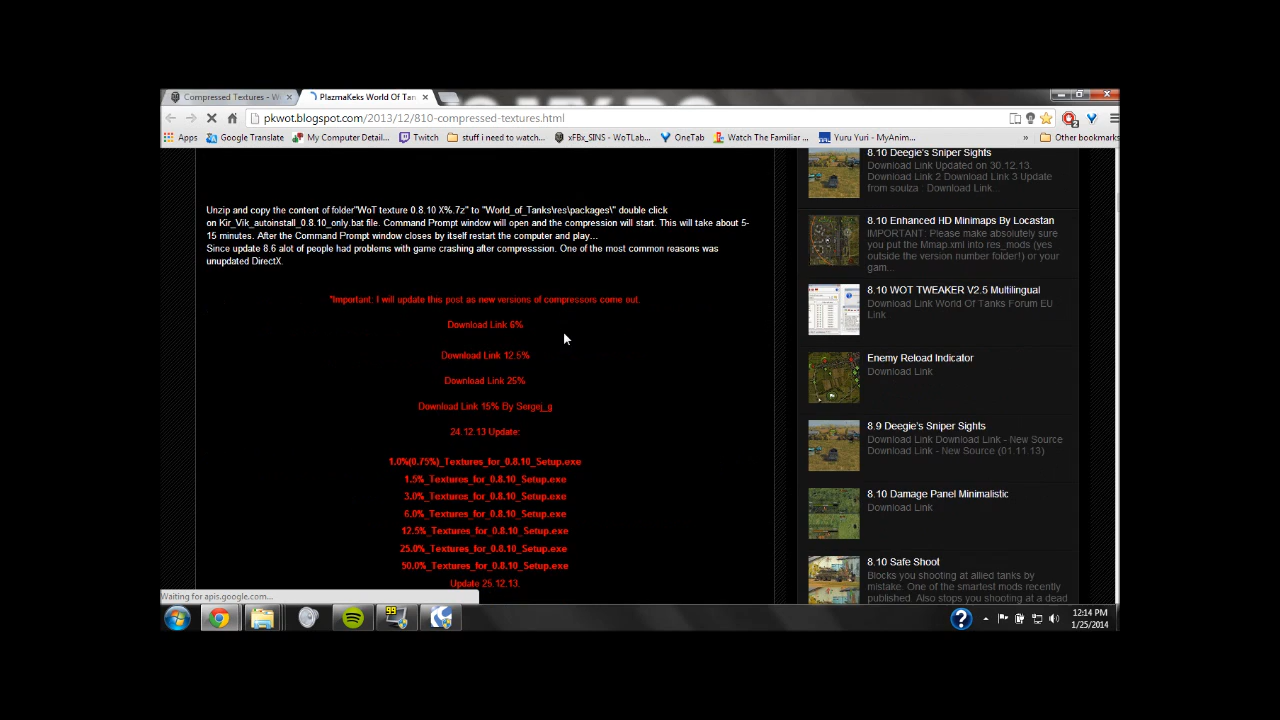 Compressed Textures - W
PlazmaKeks World Of Tan
pkwot.blogspot.com/2013/12/810-compressed-textures.html
Apps
Google Translate
My Computer Detail...
Twitch
stuff i need to watch...
xFBx_SINS - WoTLab...
OneTab
Watch The Familiar ...
Yuru Yuri - MyAnim...
»
Other bookmarks
Unzip and copy the content of folder"WoT texture 0.8.10 X%.7z" to "World_of_Tanks\res\packages\" double click
on Kir_Vik_autoinstall_0.8.10_only.bat file. Command Prompt window will open and the compression will start. This will take about 5-
15 minutes. After the Command Prompt window closes by itself restart the computer and play...
Since update 8.6 alot of people had problems with game crashing after compresssion. One of the most common reasons was
unupdated DirectX.
*Important: I will update this post as new versions of compressors come out.
Download Link 6%
Download Link 12.5%
Download Link 25%
Download Link 15% By Sergej_g
24.12.13 Update:
1.0%(0.75%)_Textures_for_0.8.10_Setup.exe
1.5%_Textures_for_0.8.10_Setup.exe
3.0%_Textures_for_0.8.10_Setup.exe
6.0%_Textures_for_0.8.10_Setup.exe
12.5%_Textures_for_0.8.10_Setup.exe
25.0%_Textures_for_0.8.10_Setup.exe
50.0%_Textures_for_0.8.10_Setup.exe
Update 25.12.13.
8.10 Deegie's Sniper Sights
Download Link Updated on 30.12.13.
Download Link 2 Download Link 3 Update
from soulza : Download Link...
8.10 Enhanced HD Minimaps By Locastan
IMPORTANT: Please make absolutely sure
you put the Mmap.xml into res_mods (yes
outside the version number folder!) or your
gam...
8.10 WOT TWEAKER V2.5 Multilingual
Download Link World Of Tanks Forum EU
Link
Enemy Reload Indicator
Download Link
8.9 Deegie's Sniper Sights
Download Link Download Link - New Source
Download Link - New Source (01.11.13)
8.10 Damage Panel Minimalistic
Download Link
8.10 Safe Shoot
Blocks you shooting at allied tanks by
mistake. One of the smartest mods recently
published. Also stops you shooting at a dead
Waiting for apis.google.com...
99
12:14 PM
1/25/2014